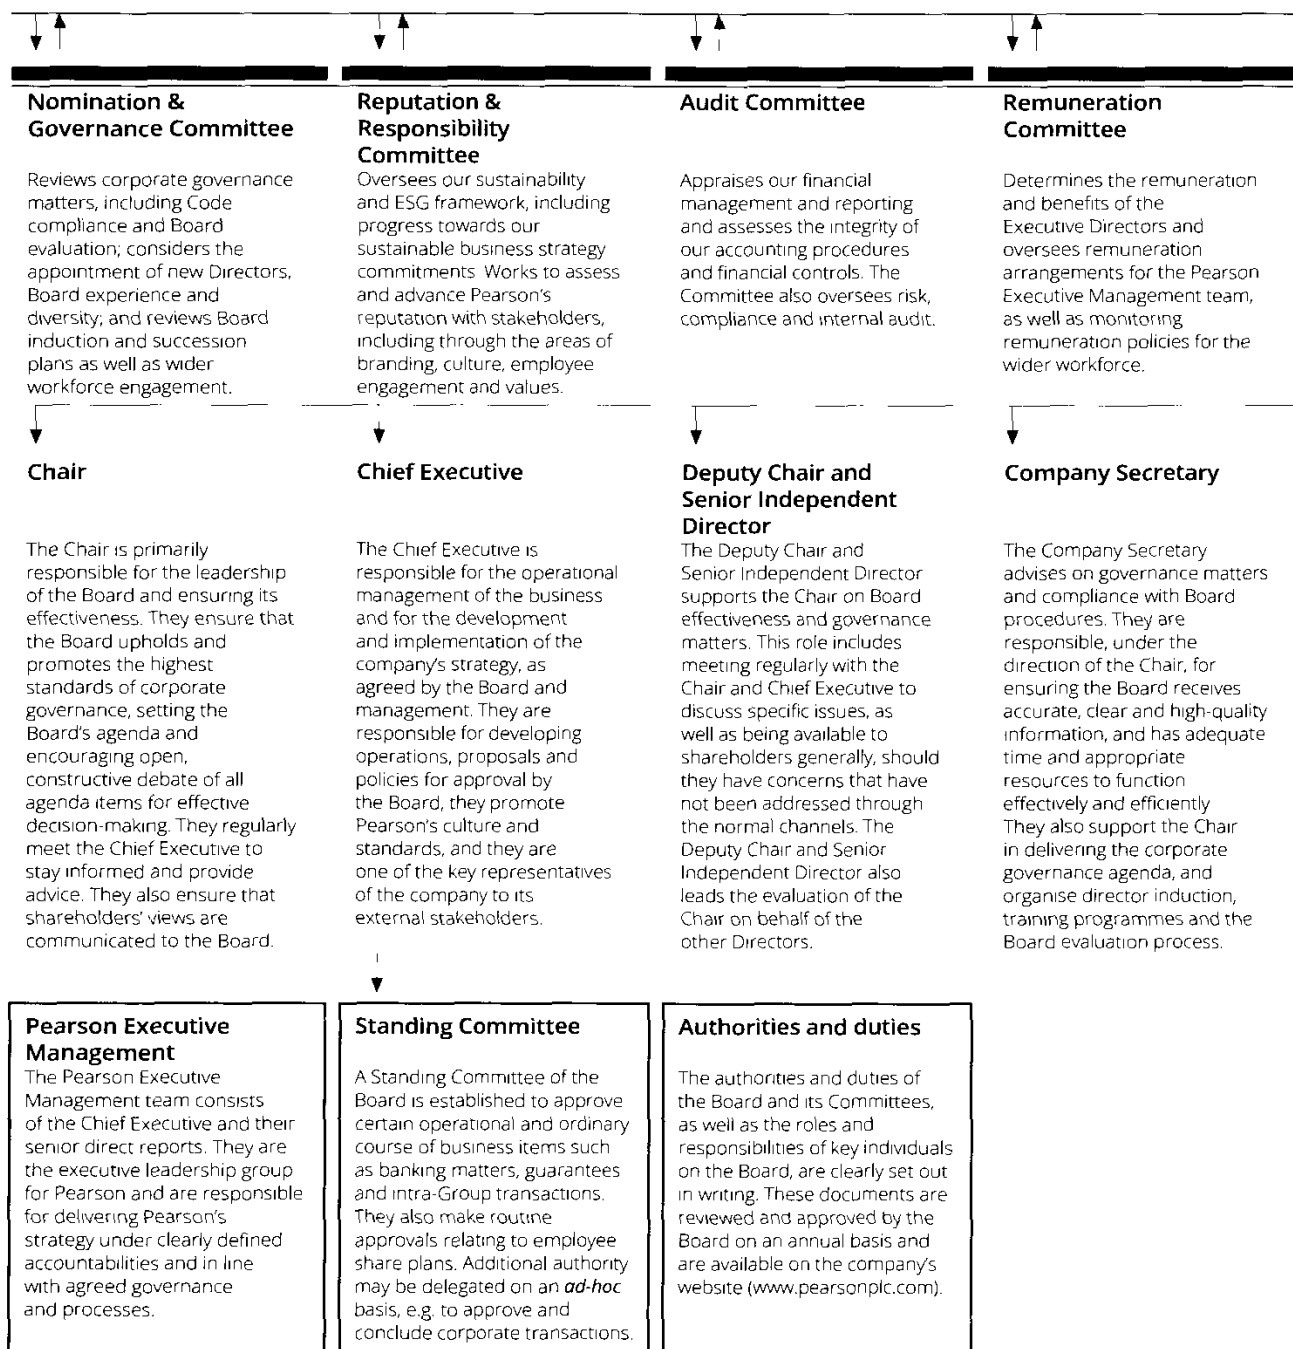 Nomination &
Governance Committee
Reviews corporate governance
matters, including Code
compliance and Board
evaluation; considers the
appointment of new Directors,
Board experience and
diversity; and reviews Board
induction and succession
plans as well as wider
workforce engagement.
Reputation &
Responsibility
Committee
Oversees our sustainability
and ESG framework, including
progress towards our
sustainable business strategy
commitments Works to assess
and advance Pearson's
reputation with stakeholders,
including through the areas of
branding, culture, employee
engagement and values.
Audit Committee
Appraises our financial
management and reporting
and assesses the integrity of
our accounting procedures
and financial controls. The
Committee also oversees risk,
compliance and internal audit.
Remuneration
Committee
Determines the remuneration
and benefits of the
Executive Directors and
oversees remuneration
arrangements for the Pearson
Executive Management team,
as well as monitoring
remuneration policies for the
wider workforce.
Chair
The Chair is primarily
responsible for the leadership
of the Board and ensuring its
effectiveness. They ensure that
the Board upholds and
promotes the highest
standards of corporate
governance, setting the
Board's agenda and
encouraging open,
constructive debate of all
agenda items for effective
decision-making. They regularly
meet the Chief Executive to
stay informed and provide
advice. They also ensure that
shareholders' views are
communicated to the Board.
Chief Executive
The Chief Executive is
responsible for the operational
management of the business
and for the development
and implementation of the
company's strategy, as
agreed by the Board and
management. They are
responsible for developing
operations, proposals and
policies for approval by
the Board, they promote
Pearson's culture and
standards, and they are
one of the key representatives
of the company to its
external stakeholders.
Deputy Chair and
Senior Independent
Director
The Deputy Chair and
Senior Independent Director
supports the Chair on Board
effectiveness and governance
matters. This role includes
meeting regularly with the
Chair and Chief Executive to
discuss specific issues, as
well as being available to
shareholders generally, should
they have concerns that have
not been addressed through
the normal channels. The
Deputy Chair and Senior
Independent Director also
leads the evaluation of the
Chair on behalf of the
other Directors.
Company Secretary
The Company Secretary
advises on governance matters
and compliance with Board
procedures. They are
responsible, under the
direction of the Chair, for
ensuring the Board receives
accurate, clear and high-quality
information, and has adequate
time and appropriate
resources to function
effectively and efficiently
They also support the Chair
in delivering the corporate
governance agenda, and
organise director induction,
training programmes and the
Board evaluation process.
Pearson Executive
Management
The Pearson Executive
Management team consists
of the Chief Executive and their
senior direct reports. They are
the executive leadership group
for Pearson and are responsible
for delivering Pearson's
strategy under clearly defined
accountabilities and in line
with agreed governance
and processes.
Standing Committee
A Standing Committee of the
Board is established to approve
certain operational and ordinary
course of business items such
as banking matters, guarantees
and intra-Group transactions.
They also make routine
approvals relating to employee
share plans. Additional authority
may be delegated on an ad-hoc
basis, e.g. to approve and
conclude corporate transactions.
Authorities and duties
The authorities and duties of
the Board and its Committees,
as well as the roles and
responsibilities of key individuals
on the Board, are clearly set out
in writing. These documents are
reviewed and approved by the
Board on an annual basis and
are available on the company's
website (www.pearsonplc.com).